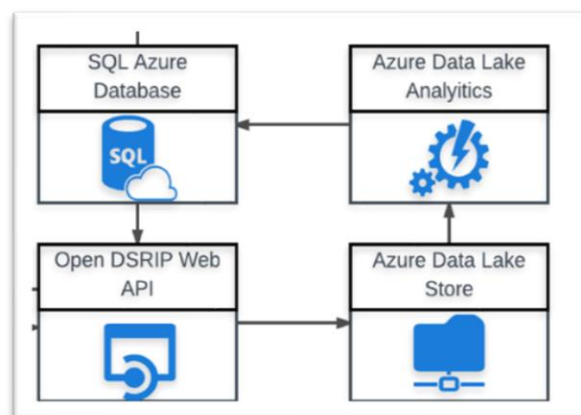 SQL Azure
Database
SQL
Azure Data Lake
Analyitics
Open DSRIP Web
API
Azure Data Lake
Store